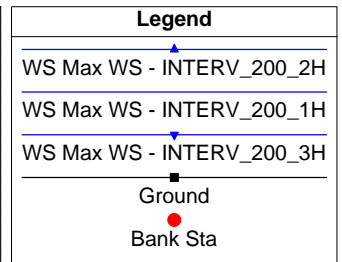 Legend
WS Max WS - INTERV_200_2H
WS Max WS - INTERV_200_1H
WS Max WS - INTERV_200_3H
Ground
Bank Sta